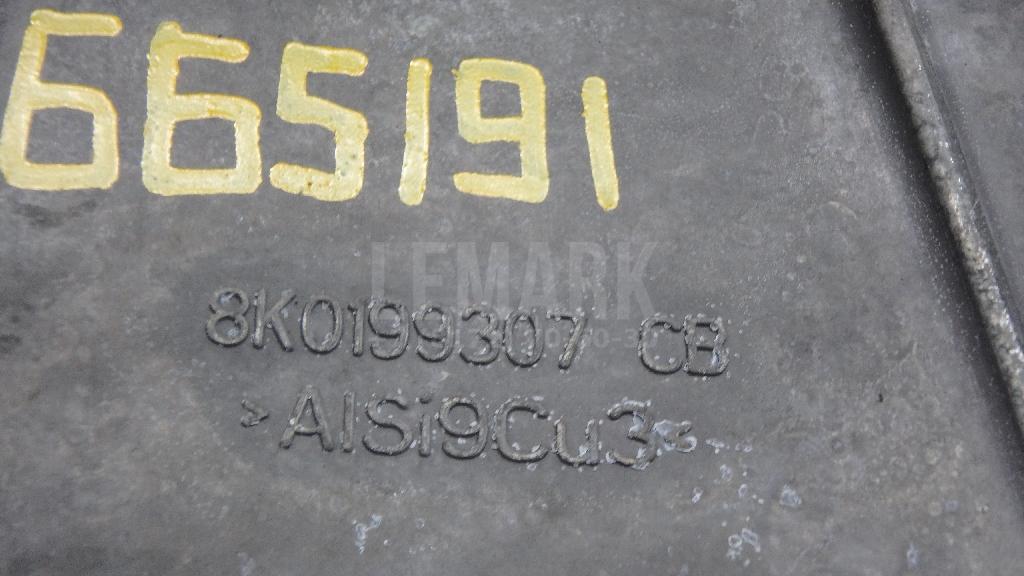 665191
LEMARK
8K0199307 CB
>AlSi9Cu3<